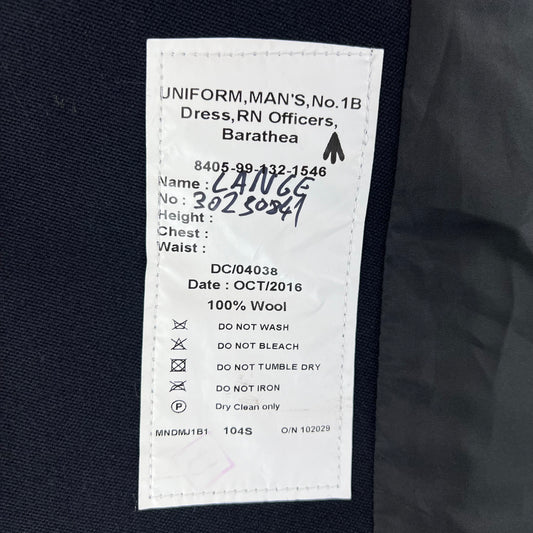 UNIFORM,MAN'S,No.1B
Dress,RN Officers,
Barathea
8405-99-132-1546
Name : LANGE
No : 30230841
Height :
Chest :
Waist :
DC/04038
Date : OCT/2016
100% Wool
DO NOT WASH
DO NOT BLEACH
DO NOT TUMBLE DRY
DO NOT IRON
P Dry Clean only
MNDMJ1B1 104S O/N 102029